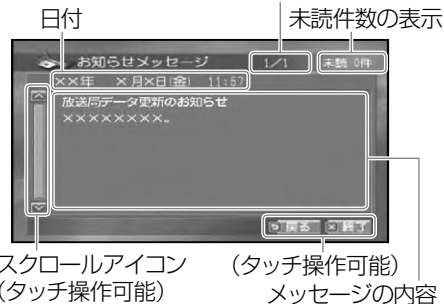 日付
未読件数の表示
お知らせメッセージ
1/1
未読 0件
××年 ×月×日(金) 11:57
放送局データ更新のお知らせ
××××××××。
戻る
終了
スクロールアイコン
(タッチ操作可能)
(タッチ操作可能)
メッセージの内容